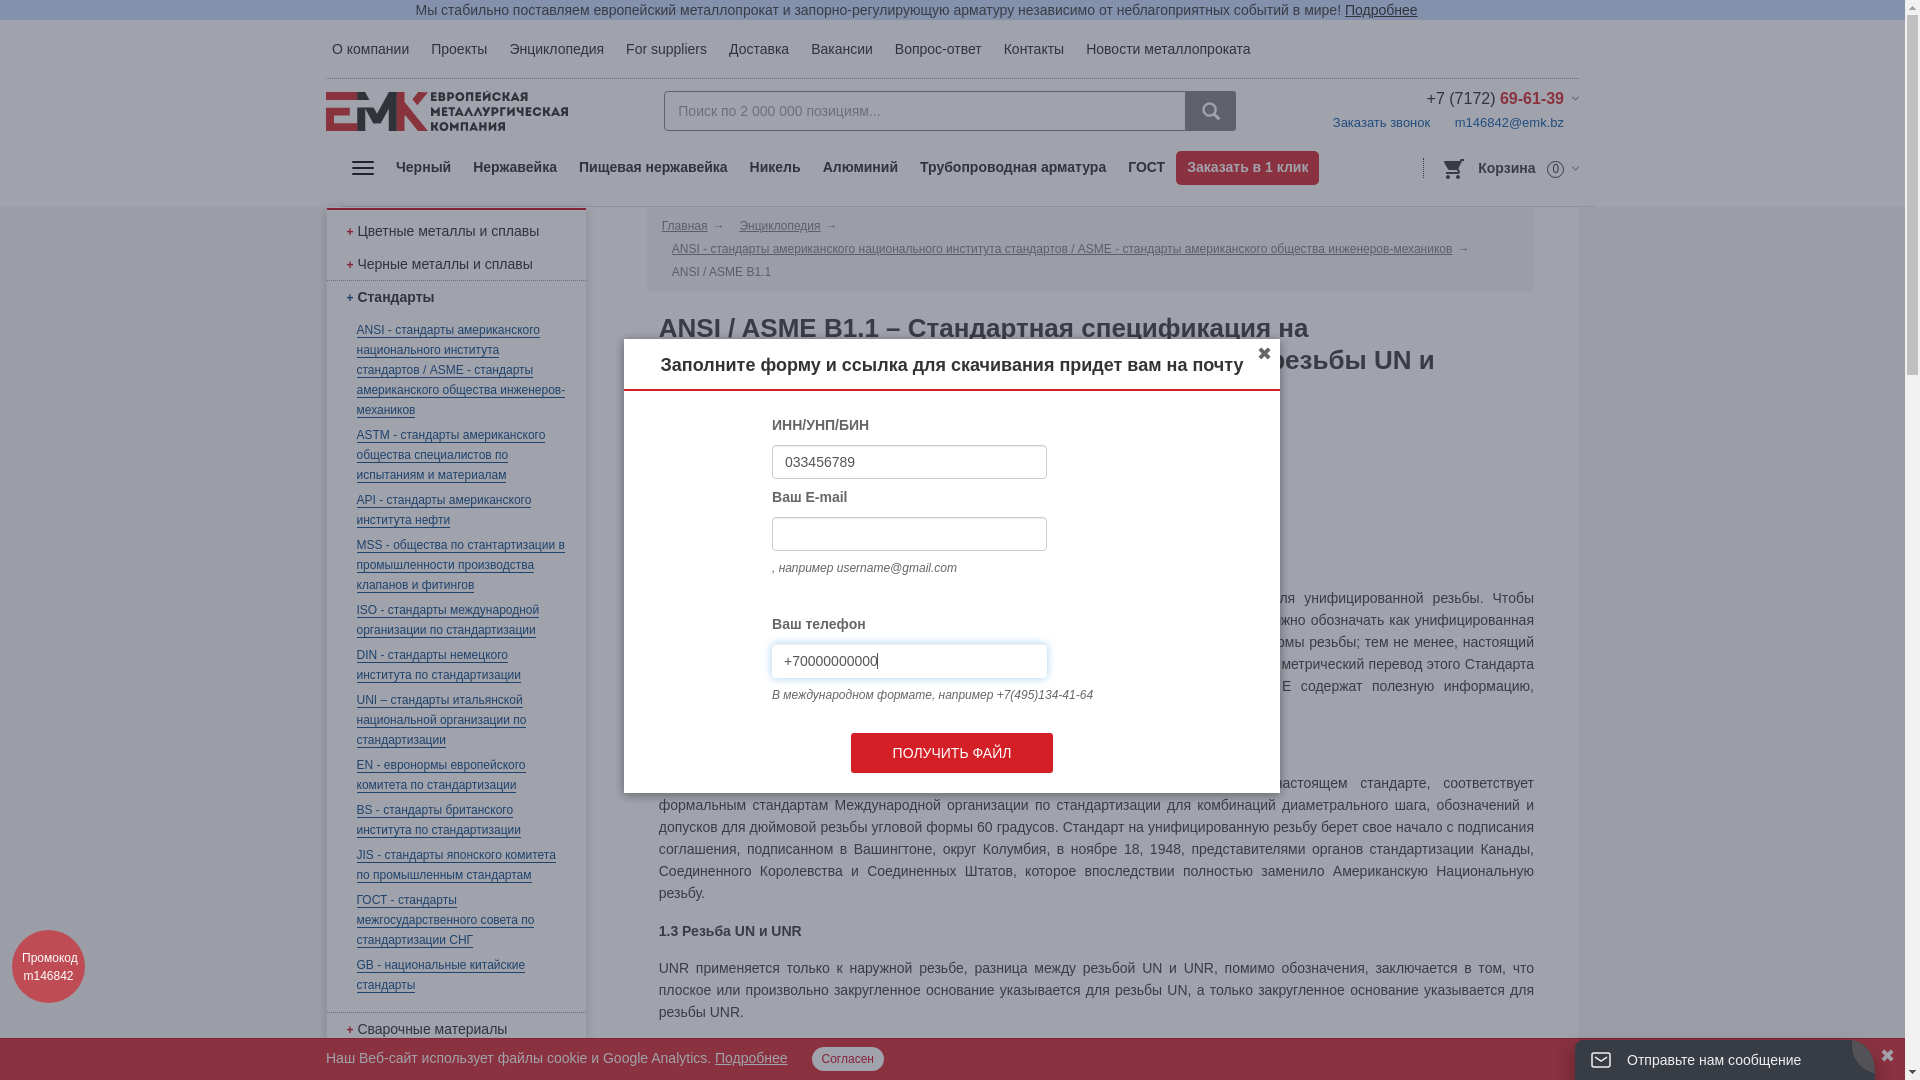 Мы стабильно поставляем европейский металлопрокат и запорно-регулирующую арматуру независимо от неблагоприятных событий в мире! Подробнее
О компании Проекты Энциклопедия For suppliers Доставка Вакансии Вопрос-ответ Контакты Новости металлопроката
EMK ЕВРОПЕЙСКАЯ
МЕТАЛЛУРГИЧЕСКАЯ
КОМПАНИЯ
Поиск по 2 000 000 позициям...
+7 (7172) 69-61-39
Заказать звонок m146842@emk.bz
Черный Нержавейка Пищевая нержавейка Никель Алюминий Трубопроводная арматура ГОСТ Заказать в 1 клик
Корзина 0
+ Цветные металлы и сплавы
+ Черные металлы и сплавы
+ Стандарты
ANSI - стандарты американского
национального института
стандартов / ASME - стандарты
американского общества инженеров-
механиков
ASTM - стандарты американского
общества специалистов по
испытаниям и материалам
API - стандарты американского
института нефти
MSS - общества по стантартизации в
промышленности производства
клапанов и фитингов
ISO - стандарты международной
организации по стандартизации
DIN - стандарты немецкого
института по стандартизации
UNI – стандарты итальянской
национальной организации по
стандартизации
EN - евронормы европейского
комитета по стандартизации
BS - стандарты британского
института по стандартизации
JIS - стандарты японского комитета
по промышленным стандартам
ГОСТ - стандарты
межгосударственного совета по
стандартизации СНГ
GB - национальные китайские
стандарты
+ Сварочные материалы
Главная → Энциклопедия →
ANSI - стандарты американского национального института стандартов / ASME - стандарты американского общества инженеров-механиков →
ANSI / ASME B1.1
ANSI / ASME B1.1 – Стандартная спецификация на
резьбы UN и
Заполните форму и ссылка для скачивания придет вам на почту
✖
ИНН/УНП/БИН
033456789
Ваш E-mail
, например username@gmail.com
Ваш телефон
+70000000000
В международном формате, например +7(495)134-41-64
ПОЛУЧИТЬ ФАЙЛ
унифицированной резьбы. Чтобы
обозначать как унифицированная
резьбы; тем не менее, настоящий
метрический перевод этого Стандарта
содержат полезную информацию,
настоящем стандарте, соответствует
формальным стандартам Международной организации по стандартизации для комбинаций диаметрального шага, обозначений и
допусков для дюймовой резьбы угловой формы 60 градусов. Стандарт на унифицированную резьбу берет свое начало с подписания
соглашения, подписанном в Вашингтоне, округ Колумбия, в ноябре 18, 1948, представителями органов стандартизации Канады,
Соединенного Королевства и Соединенных Штатов, которое впоследствии полностью заменило Американскую Национальную
резьбу.
1.3 Резьба UN и UNR
UNR применяется только к наружной резьбе, разница между резьбой UN и UNR, помимо обозначения, заключается в том, что
плоское или произвольно закругленное основание указывается для резьбы UN, а только закругленное основание указывается для
резьбы UNR.
Промокод
m146842
Наш Веб-сайт использует файлы cookie и Google Analytics. Подробнее Согласен
Отправьте нам сообщение
✖